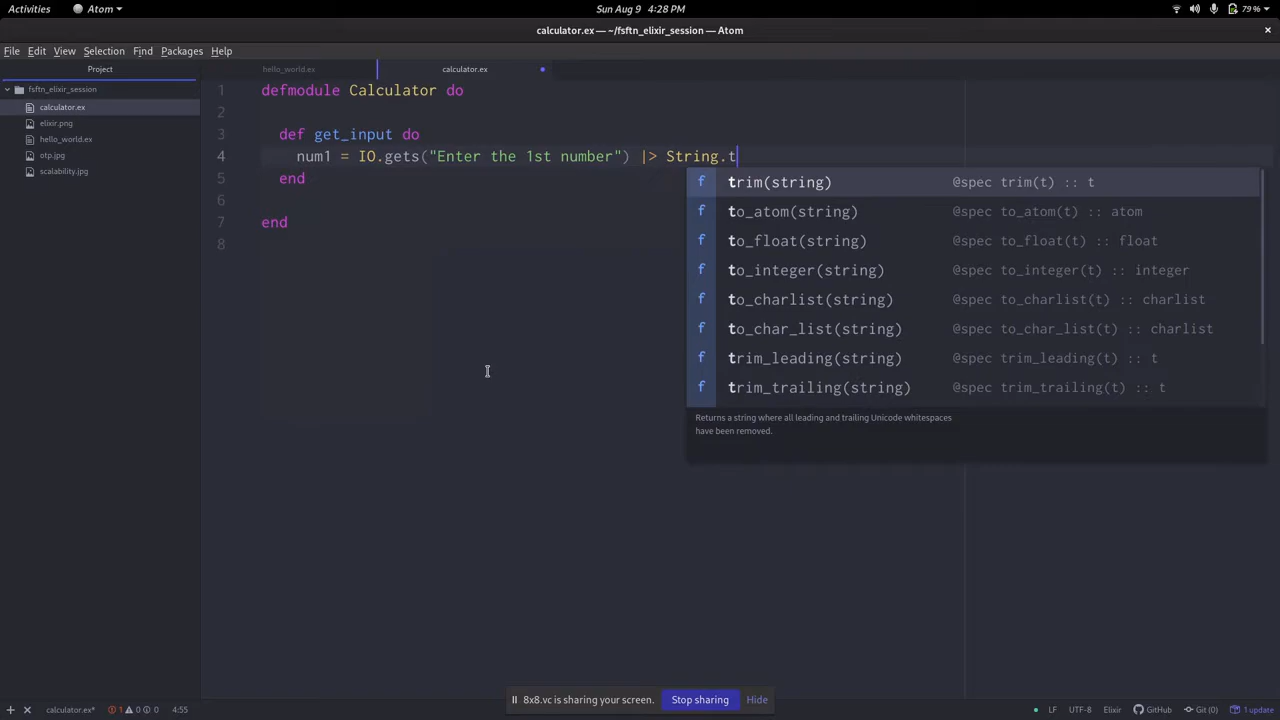 Activities Atom Sun Aug 9 4:28 PM 79 %
calculator.ex — ~/fsftn_elixir_session — Atom
File Edit View Selection Find Packages Help
Project hello_world.ex calculator.ex
fsftn_elixir_session
calculator.ex
elixir.png
hello_world.ex
otp.jpg
scalability.jpg
1 defmodule Calculator do
2
3 def get_input do
4 num1 = IO.gets("Enter the 1st number") |> String.t
5 end
6
7 end
8
f trim(string) @spec trim(t) :: t
f to_atom(string) @spec to_atom(t) :: atom
f to_float(string) @spec to_float(t) :: float
f to_integer(string) @spec to_integer(t) :: integer
f to_charlist(string) @spec to_charlist(t) :: charlist
f to_char_list(string) @spec to_char_list(t) :: charlist
f trim_leading(string) @spec trim_leading(t) :: t
f trim_trailing(string) @spec trim_trailing(t) :: t
Returns a string where all leading and trailing Unicode whitespaces
have been removed.
8x8.vc is sharing your screen. Stop sharing Hide
calculator.ex* 1 0 0 4:55 LF UTF-8 Elixir GitHub Git (0) 1 update